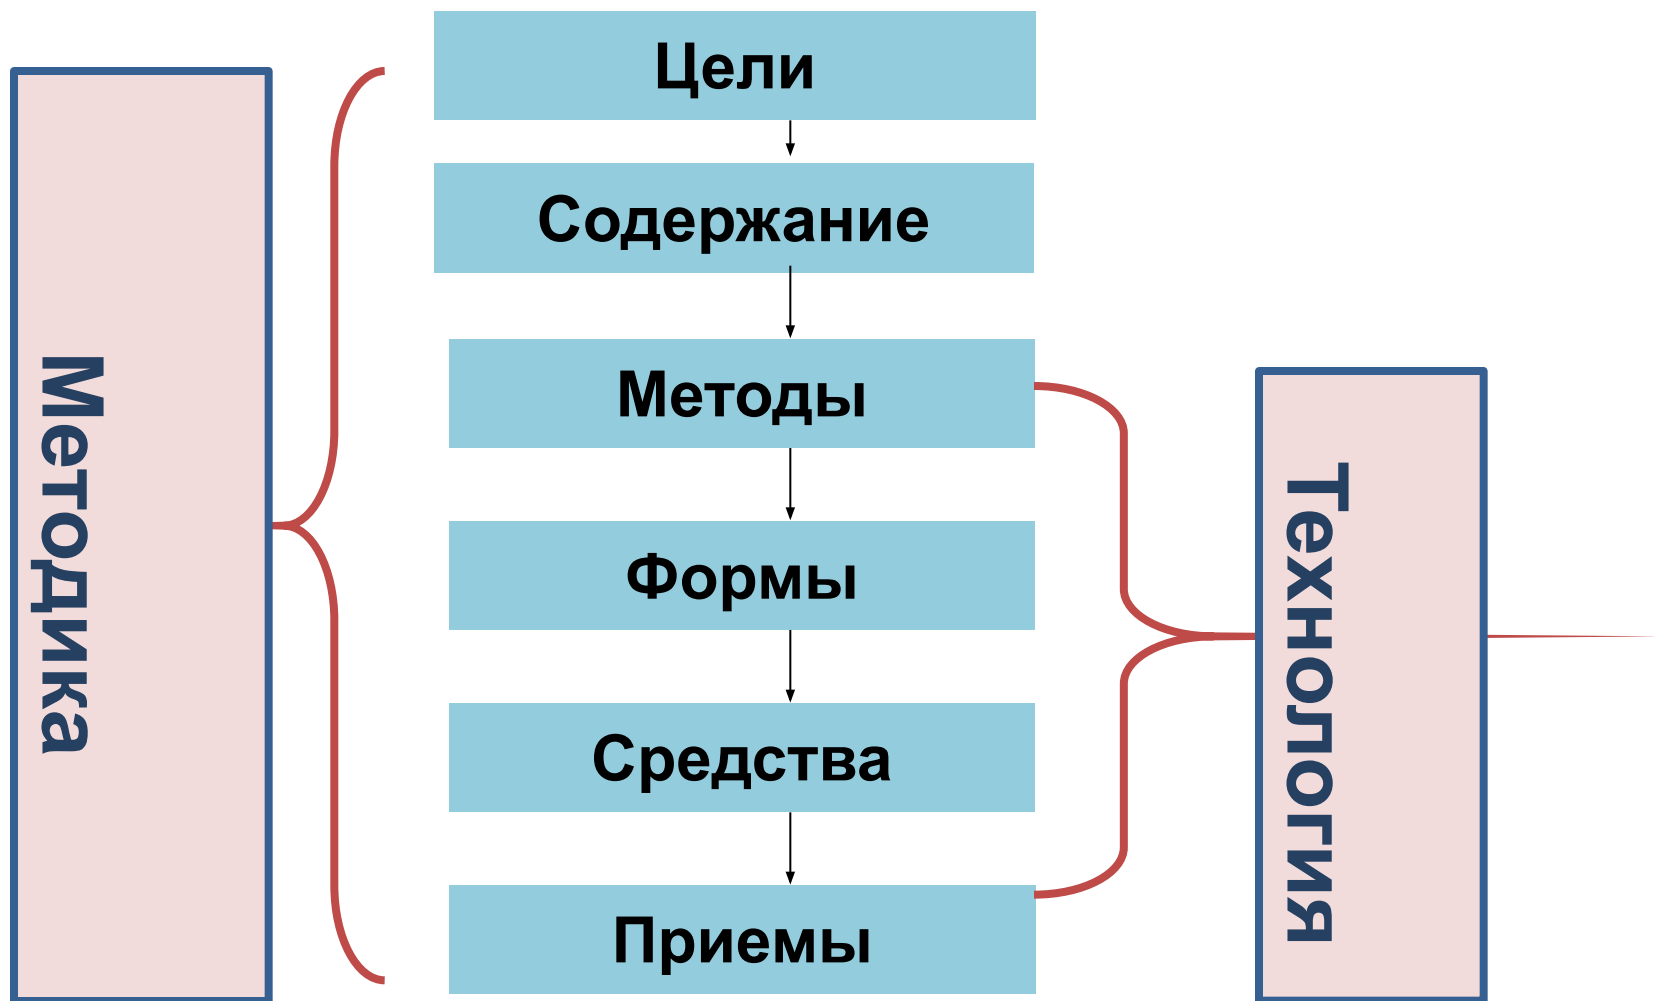 Методика
Цели
Содержание
Методы
Формы
Средства
Приемы
Технология